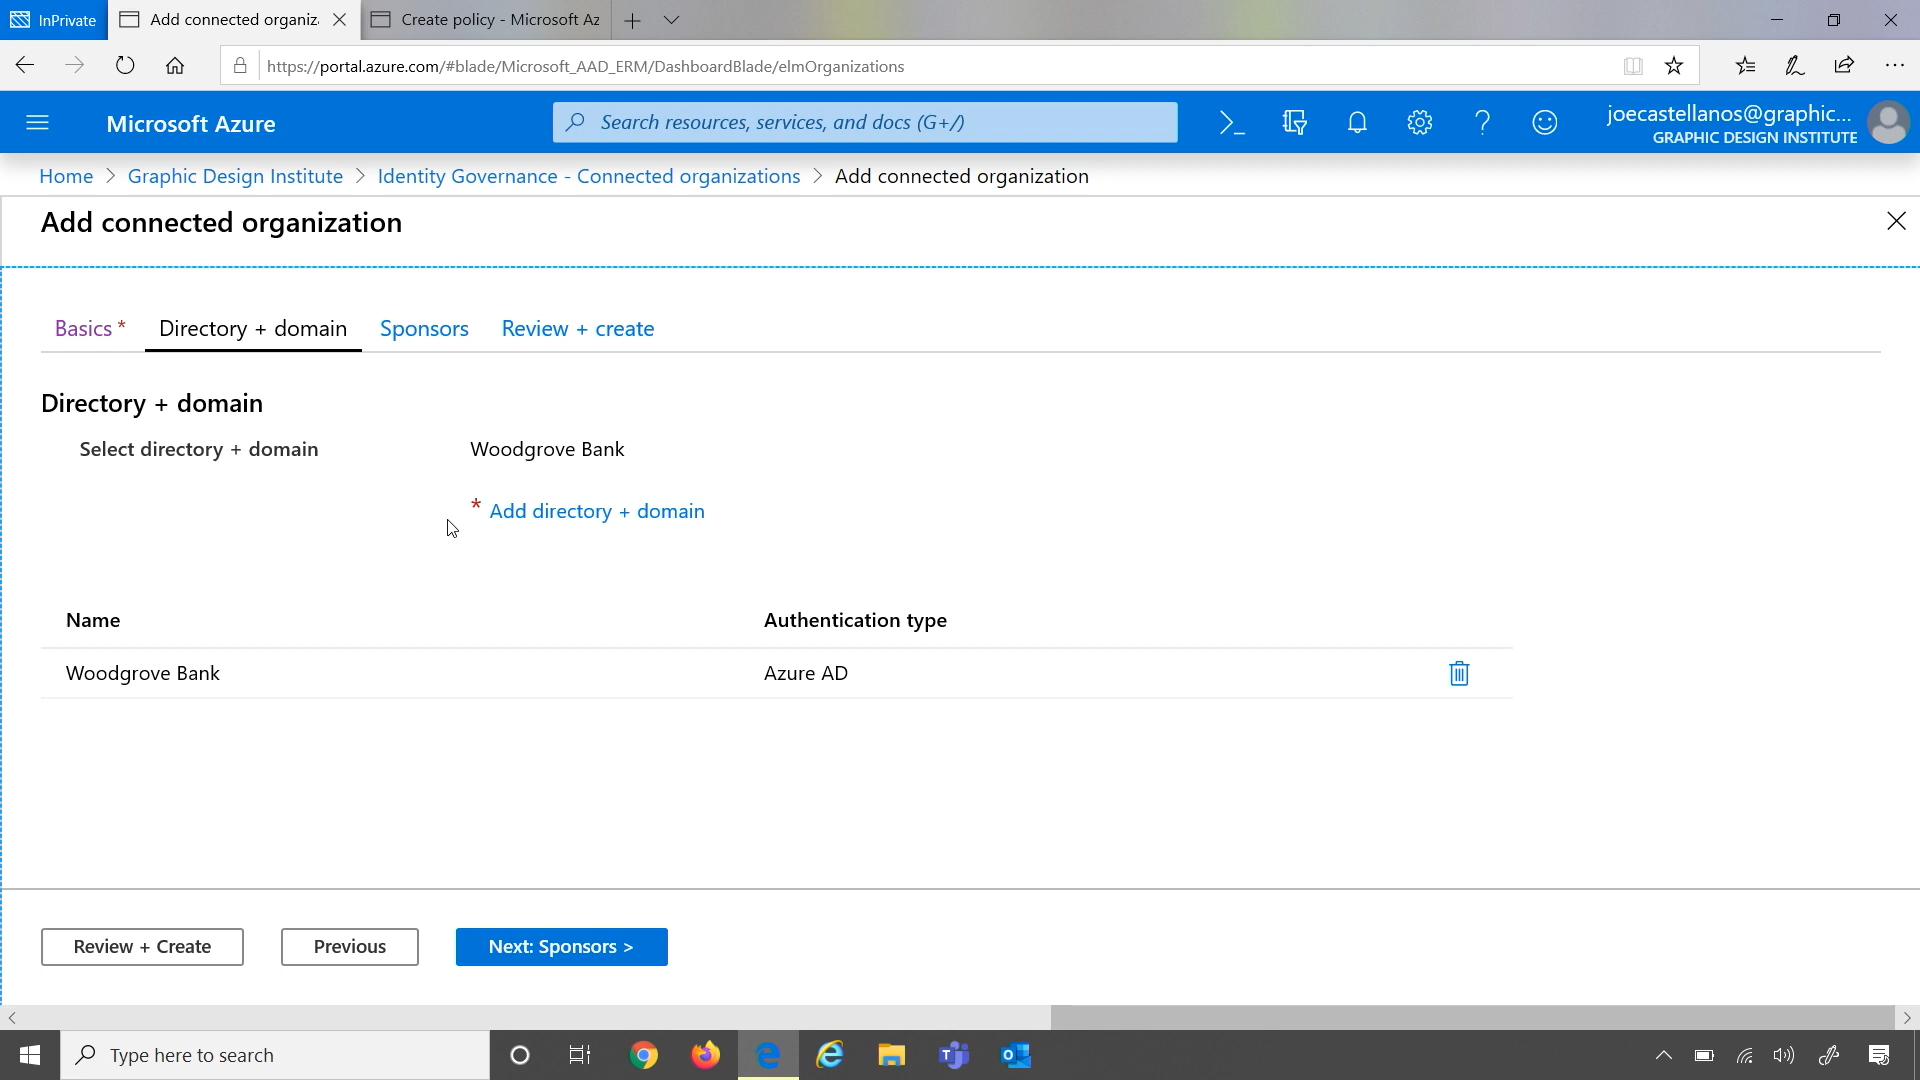 InPrivate
Add connected organiz
Create policy - Microsoft Az
https://portal.azure.com/#blade/Microsoft_AAD_ERM/DashboardBlade/elmOrganizations
Microsoft Azure
Search resources, services, and docs (G+/)
joecastellanos@graphic...
GRAPHIC DESIGN INSTITUTE
Home > Graphic Design Institute > Identity Governance - Connected organizations > Add connected organization
Add connected organization
Basics * Directory + domain Sponsors Review + create
Directory + domain
Select directory + domain Woodgrove Bank
* Add directory + domain
Name Authentication type
Woodgrove Bank Azure AD
Review + Create Previous Next: Sponsors >
Type here to search